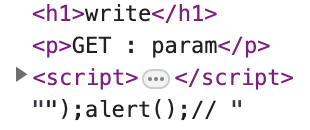 <h1>write</h1>
<p>GET : param</p>
<script>…</script>
"");alert();// "